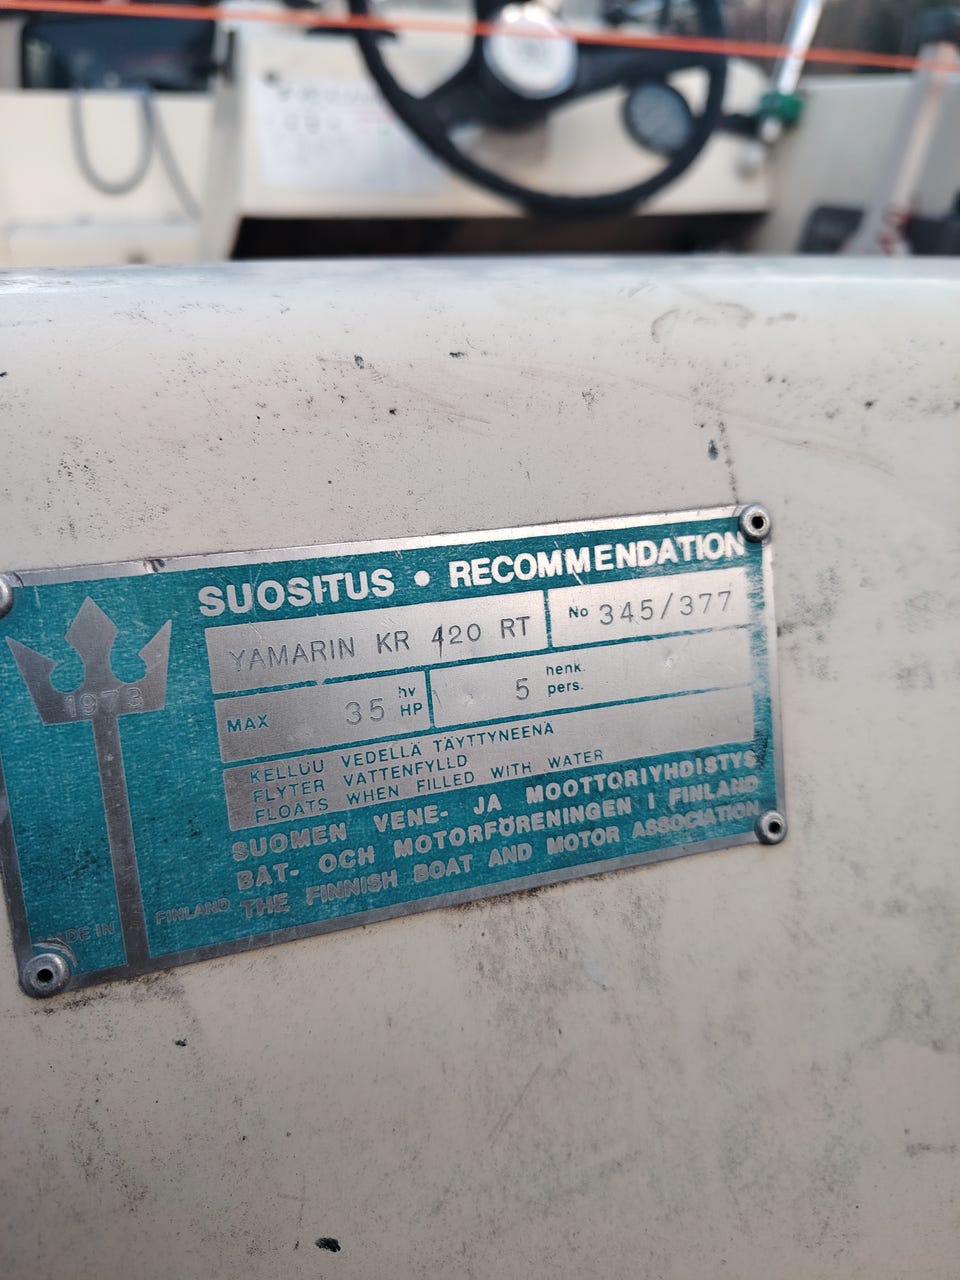 SUOSITUS • RECOMMENDATION
YAMARIN KR 420 RT
No 345/377
MAX 35 hv HP
5 henk. pers.
KELLUU VEDELLÄ TÄYTTYNEENÄ
FLYTER VATTENFYLLD
FLOATS WHEN FILLED WITH WATER
SUOMEN VENE- JA MOOTTORIYHDISTYS
BÅT- OCH MOTORFÖRENINGEN I FINLAND
THE FINNISH BOAT AND MOTOR ASSOCIATION
1973
MADE IN FINLAND